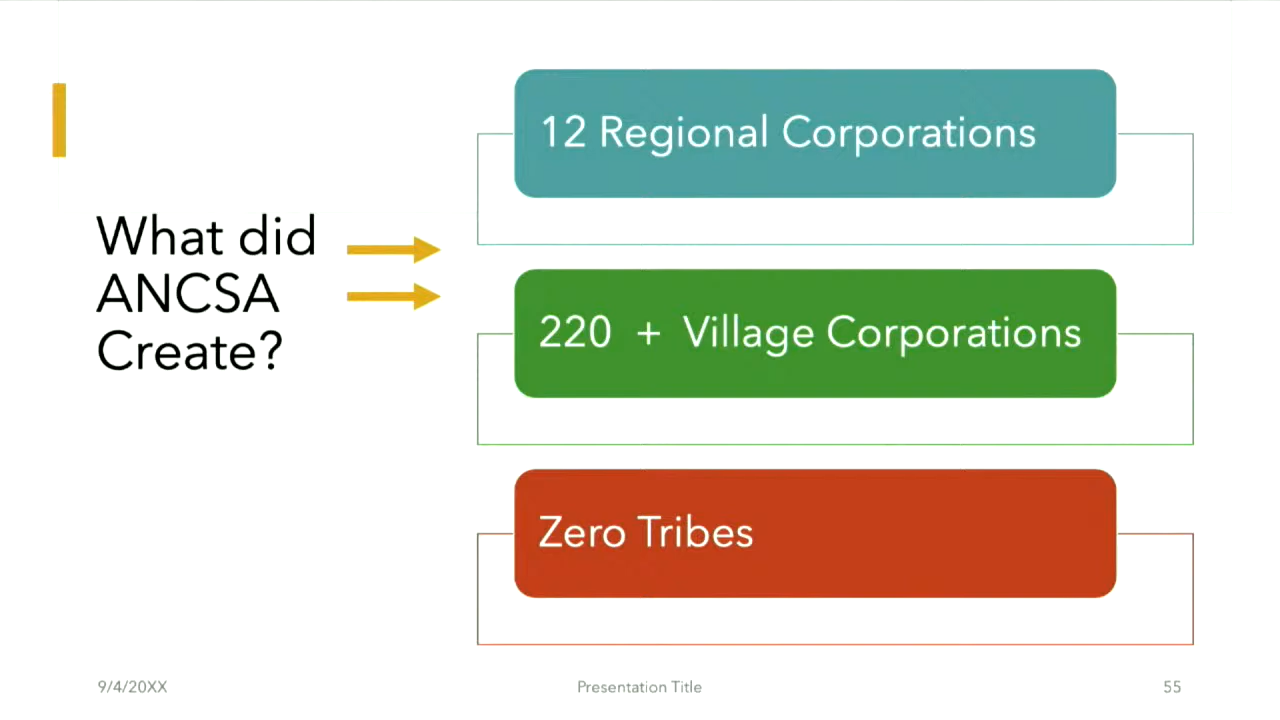 What did
ANCSA
Create?
12 Regional Corporations
220 + Village Corporations
Zero Tribes
9/4/20XX
Presentation Title
55